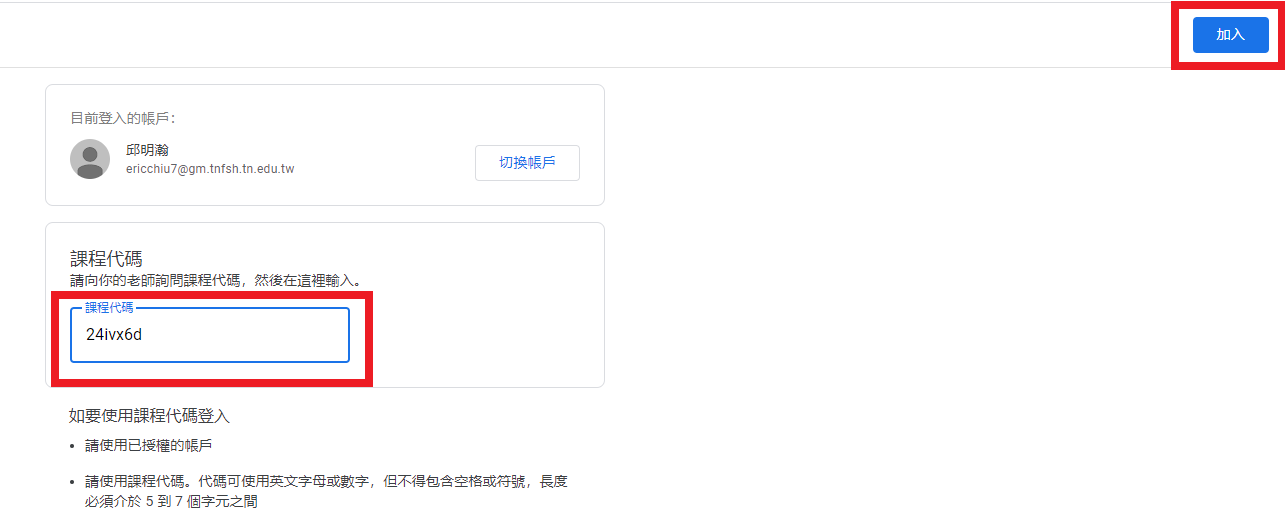 加入
目前登入的帳戶：
邱明瀚
ericchiu7@gm.tnfsh.tn.edu.tw
切換帳戶
課程代碼
請向你的老師詢問課程代碼，然後在這裡輸入。
課程代碼
24ivx6d
如要使用課程代碼登入
• 請使用已授權的帳戶
• 請使用課程代碼。代碼可使用英文字母或數字，但不得包含空格或符號，長度
必須介於 5 到 7 個字元之間